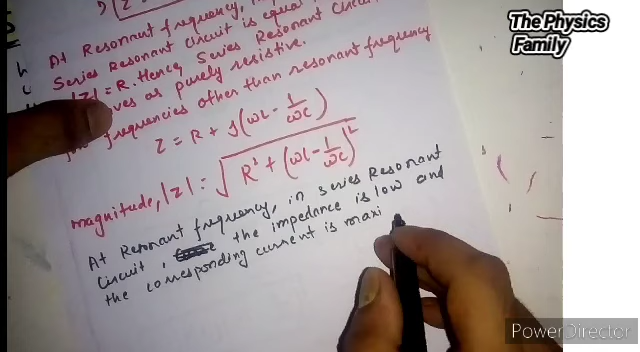 At Resonant frequency, in
Series Resonant Circuit is equal
|Z| = R. Hence, Series Resonant Circuit
as purely resistive.
frequencies other than resonant frequency
Z = R + J(ωL - 1/ωC)
magnitude, |Z| = √(R² + (ωL - 1/ωC)²)
At Resonant frequency, in series Resonant
Circuit, the impedance is low and
the corresponding current is maxi
The Physics
Family
PowerDirector